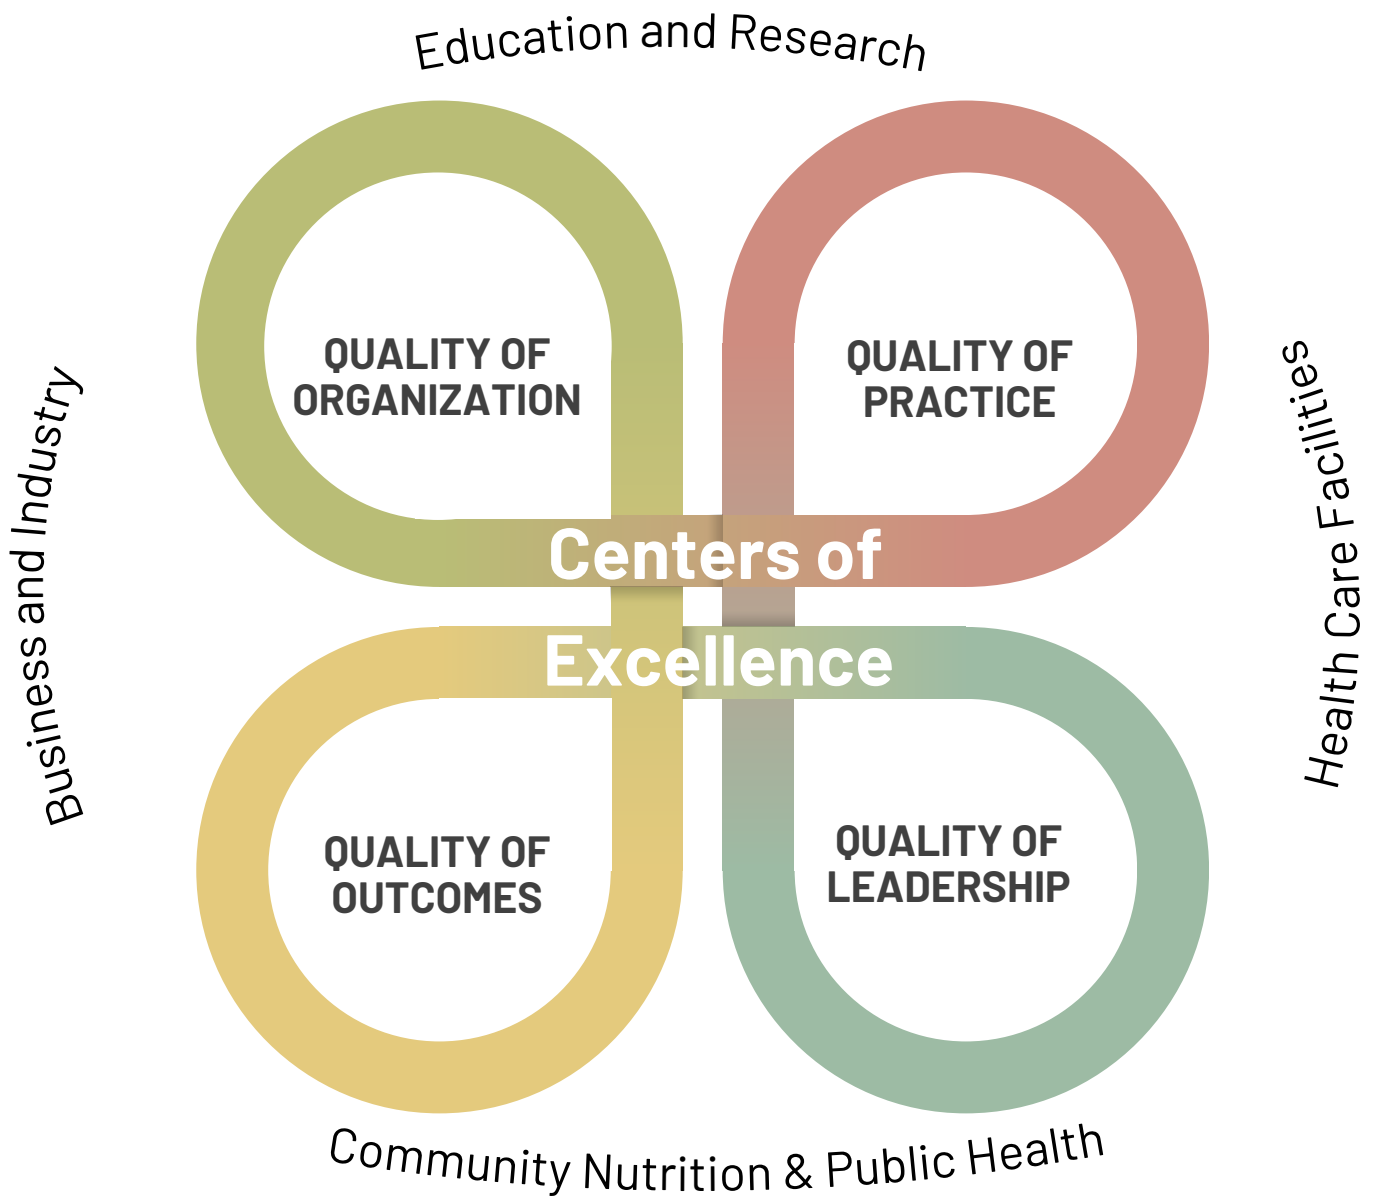 Education and Research
QUALITY OF
ORGANIZATION
QUALITY OF
PRACTICE
Business and Industry
Health Care Facilities
Centers of
Excellence
QUALITY OF
OUTCOMES
QUALITY OF
LEADERSHIP
Community Nutrition & Public Health